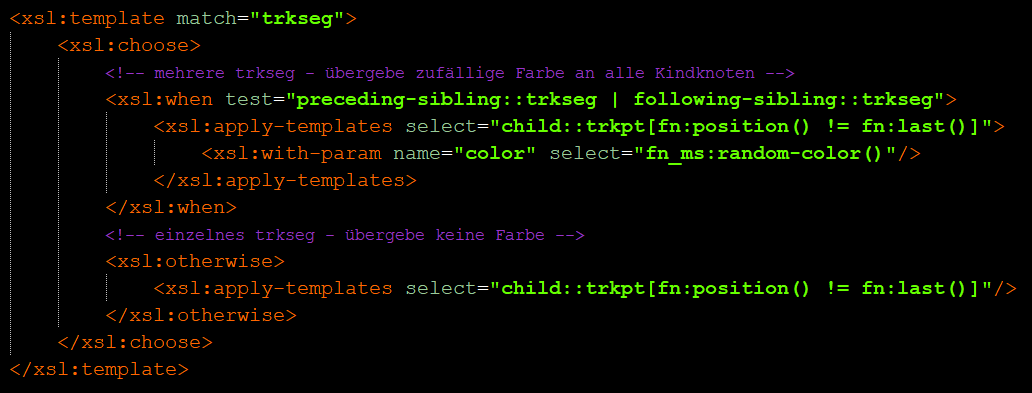 <xsl:template match="trkseg">
<xsl:choose>
<!-- mehrere trkseg - übergebe zufällige Farbe an alle Kindknoten -->
<xsl:when test="preceding-sibling::trkseg | following-sibling::trkseg">
<xsl:apply-templates select="child::trkpt[fn:position() != fn:last()]">
<xsl:with-param name="color" select="fn_ms:random-color()"/>
</xsl:apply-templates>
</xsl:when>
<!-- einzelnes trkseg - übergebe keine Farbe -->
<xsl:otherwise>
<xsl:apply-templates select="child::trkpt[fn:position() != fn:last()]"/>
</xsl:otherwise>
</xsl:choose>
</xsl:template>